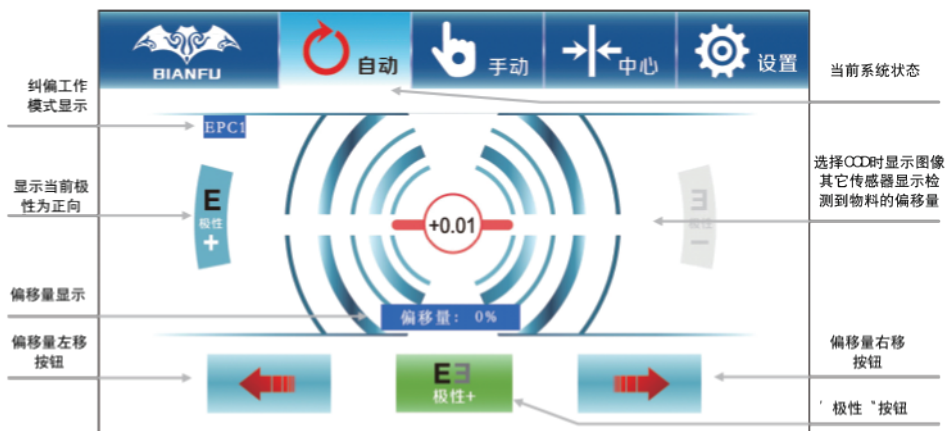 BIANFU
自动
手动
中心
设置
纠偏工作
模式显示
当前系统状态
EPC1
选择CCD时显示图像
其它传感器显示检
测到物料的偏移量
显示当前极
性为正向
E
极性
+
E
极性
−
+0.01
偏移量显示
偏移量： 0%
偏移量左移
按钮
偏移量右移
按钮
EE
极性+
＇极性＂按钮